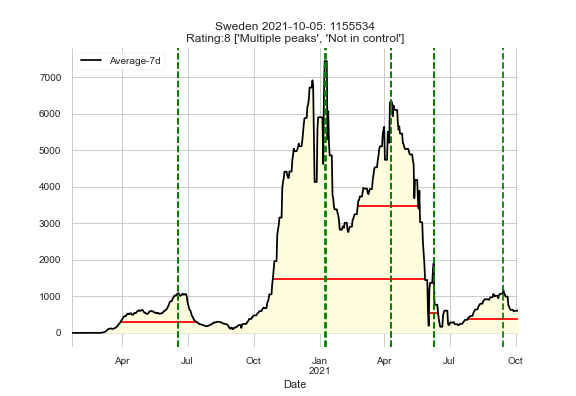 Sweden 2021-10-05: 1155534
Rating:8 ['Multiple peaks', 'Not in control']
Average-7d
7000
6000
5000
4000
3000
2000
1000
0
Apr Jul Oct Jan Apr Jul Oct
2021
Date